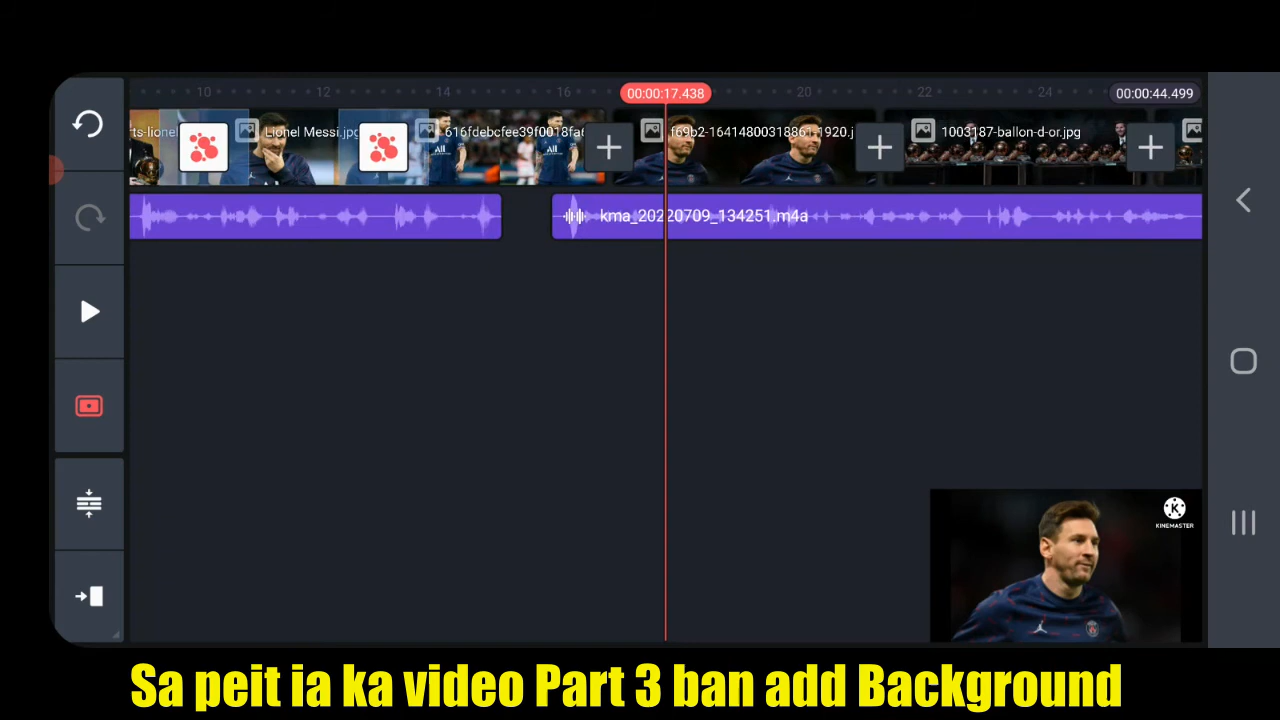 10 12 14 16 00:00:17.438 20 22 24 00:00:44.499
rts-lionel Lionel Messi.jpg 616fdebcfee39f0018fa f69b2-16414800318861-1920.j 1003187-ballon-d-or.jpg
kma_20220709_134251.m4a
K
KINEMASTER
Sa peit ia ka video Part 3 ban add Background